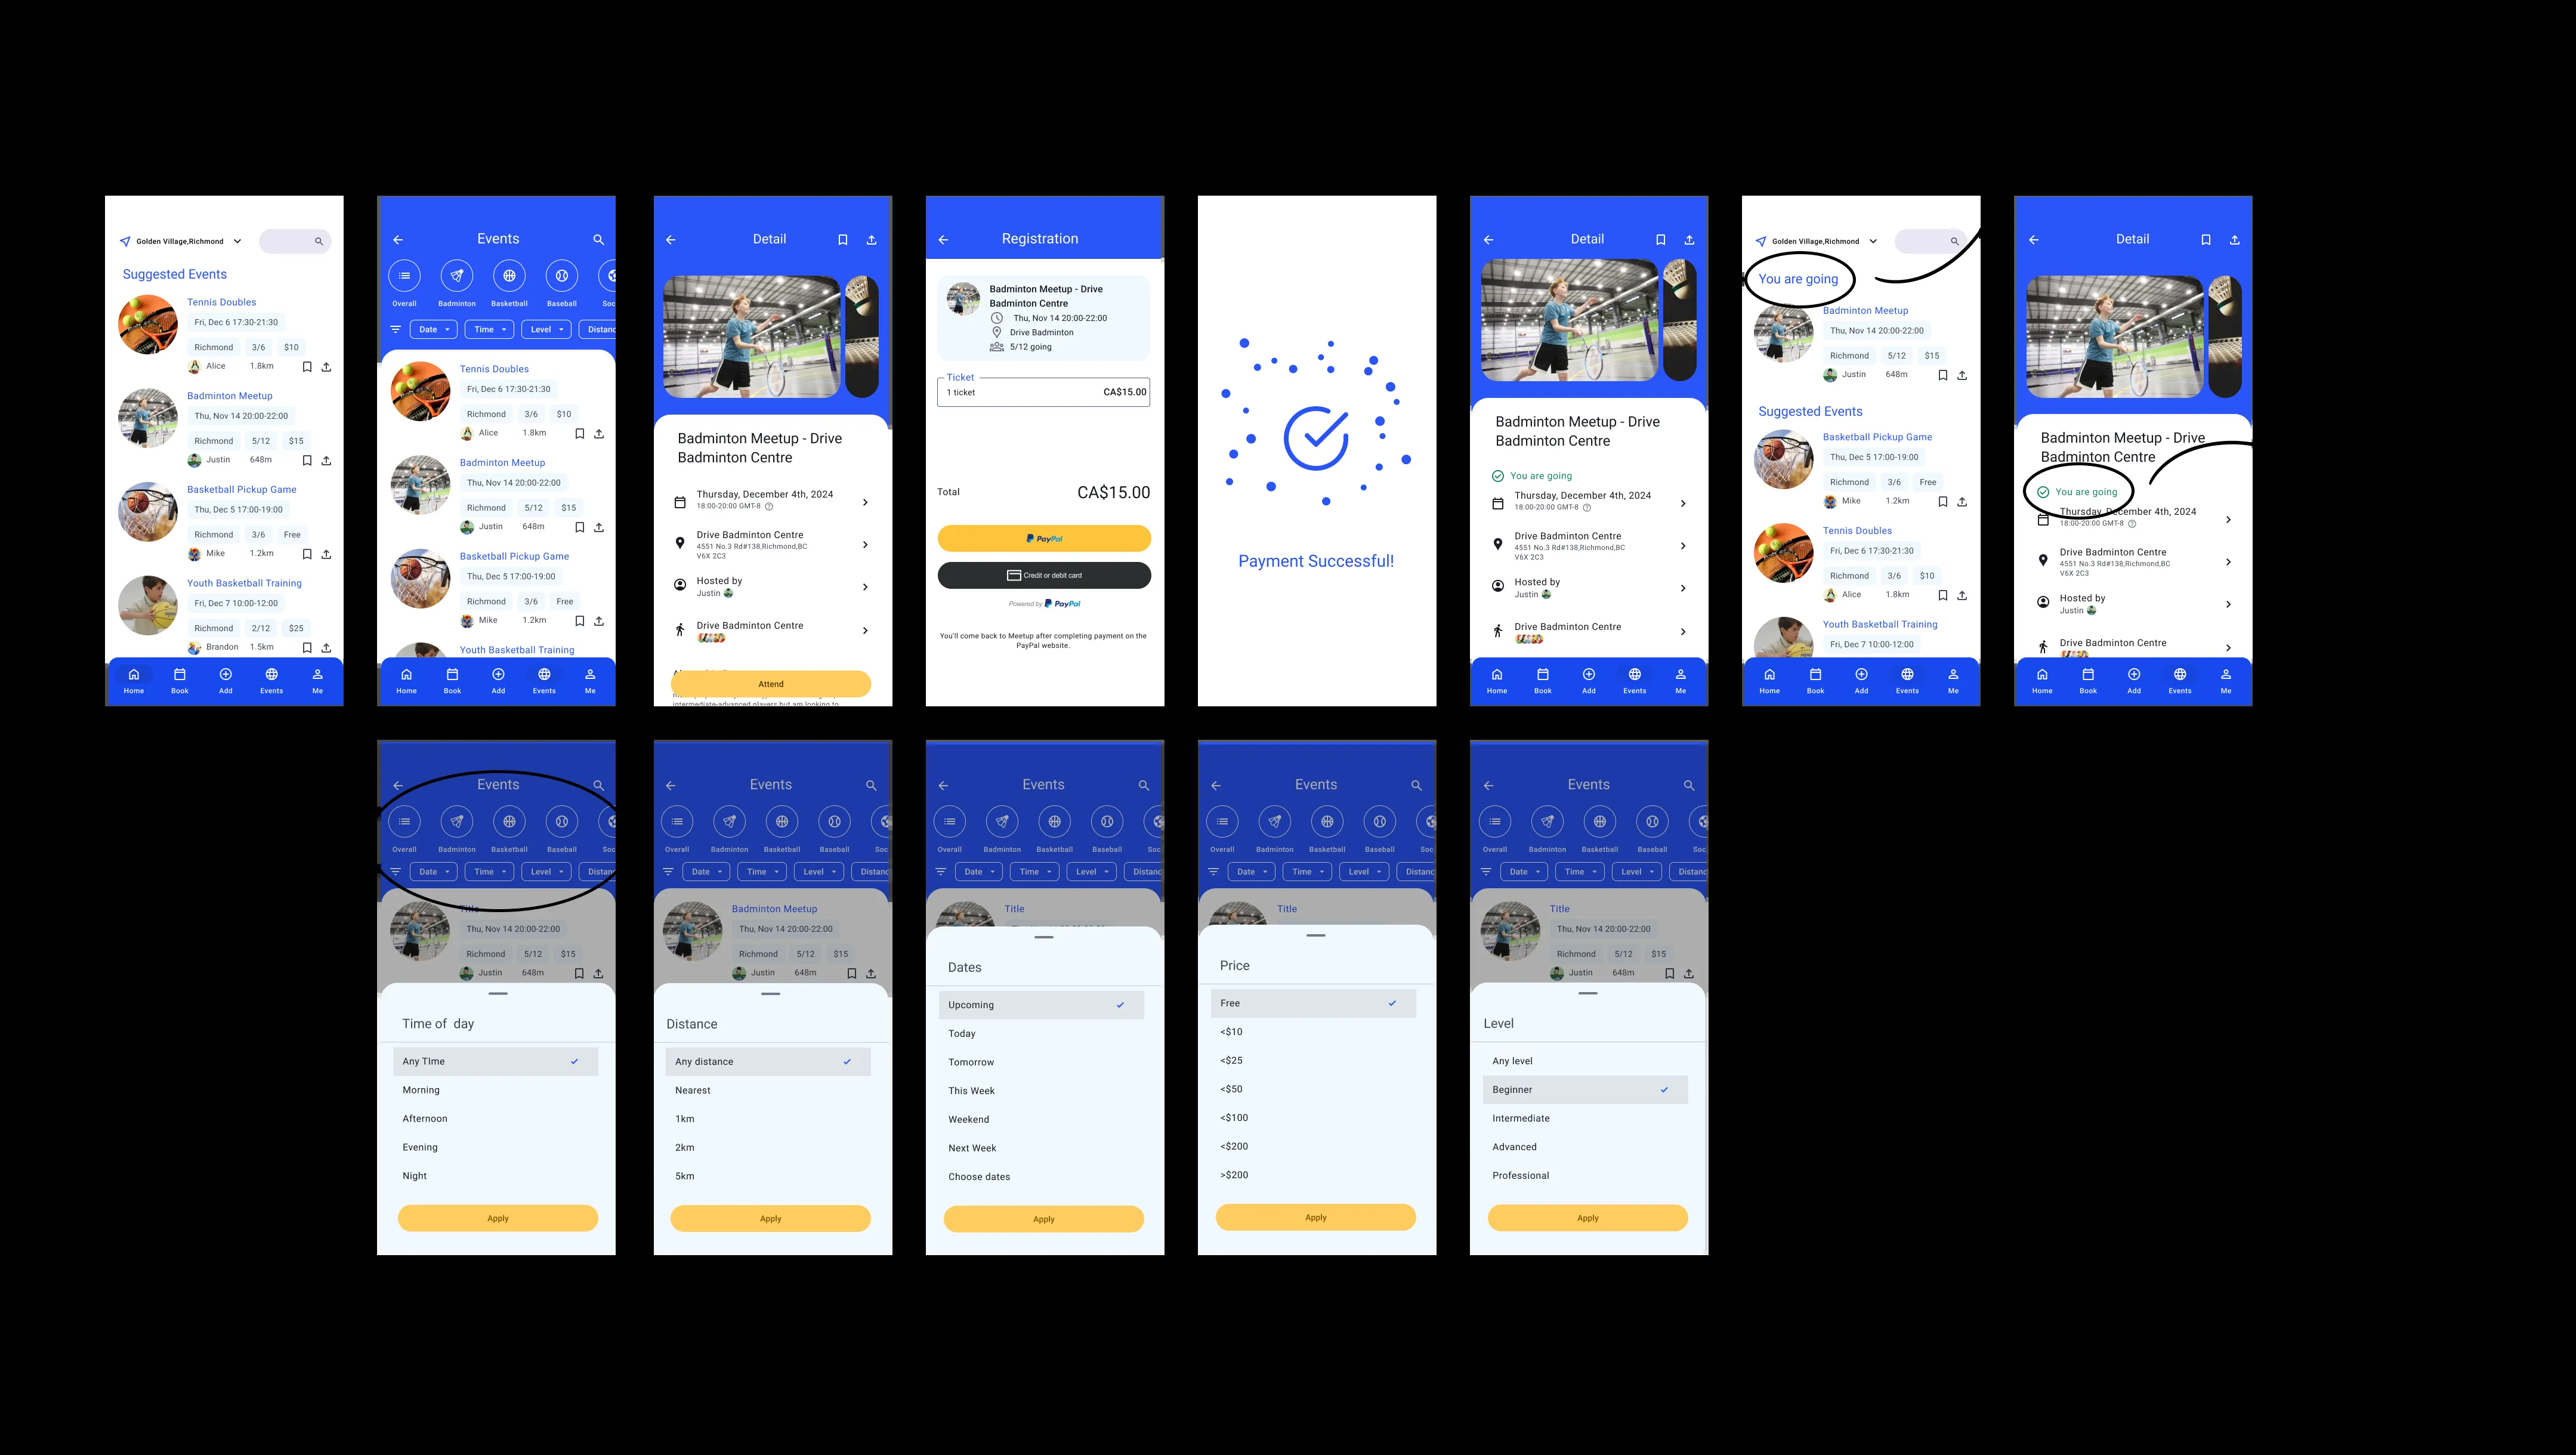 Golden Village,Richmond
Suggested Events
Tennis Doubles
Fri, Dec 6 17:30-21:30
Richmond 3/6 $10
Alice 1.8km
Badminton Meetup
Thu, Nov 14 20:00-22:00
Richmond 5/12 $15
Justin 648m
Basketball Pickup Game
Thu, Dec 5 17:00-19:00
Richmond 3/6 Free
Mike 1.2km
Youth Basketball Training
Fri, Dec 7 10:00-12:00
Richmond 2/12 $25
Brandon 1.5km
Home Book Add Events Me
Events
Overall Badminton Basketball Baseball Soc
Date Time Level Distanc
Tennis Doubles
Fri, Dec 6 17:30-21:30
Richmond 3/6 $10
Alice 1.8km
Badminton Meetup
Thu, Nov 14 20:00-22:00
Richmond 5/12 $15
Justin 648m
Basketball Pickup Game
Thu, Dec 5 17:00-19:00
Richmond 3/6 Free
Mike 1.2km
Youth Basketball Training
Home Book Add Events Me
Detail
Badminton Meetup - Drive
Badminton Centre
Thursday, December 4th, 2024
18:00-20:00 GMT-8
Drive Badminton Centre
4551 No.3 Rd#138,Richmond,BC
V6X 2C3
Hosted by
Justin
Drive Badminton Centre
Attend
intermediate-advanced players but am looking to
Registration
Badminton Meetup - Drive
Badminton Centre
Thu, Nov 14 20:00-22:00
Drive Badminton
5/12 going
Ticket
1 ticket CA$15.00
Total CA$15.00
PayPal
Credit or debit card
Powered by PayPal
You'll come back to Meetup after completing payment on the
PayPal website.
Payment Successful!
Detail
Badminton Meetup - Drive
Badminton Centre
You are going
Thursday, December 4th, 2024
18:00-20:00 GMT-8
Drive Badminton Centre
4551 No.3 Rd#138,Richmond,BC
V6X 2C3
Hosted by
Justin
Drive Badminton Centre
Home Book Add Events Me
Golden Village,Richmond
You are going
Badminton Meetup
Thu, Nov 14 20:00-22:00
Richmond 5/12 $15
Justin 648m
Suggested Events
Basketball Pickup Game
Thu, Dec 5 17:00-19:00
Richmond 3/6 Free
Mike 1.2km
Tennis Doubles
Fri, Dec 6 17:30-21:30
Richmond 3/6 $10
Alice 1.8km
Youth Basketball Training
Fri, Dec 7 10:00-12:00
Home Book Add Events Me
Detail
Badminton Meetup - Drive
Badminton Centre
You are going
Thursday, December 4th, 2024
18:00-20:00 GMT-8
Drive Badminton Centre
4551 No.3 Rd#138,Richmond,BC
V6X 2C3
Hosted by
Justin
Drive Badminton Centre
Home Book Add Events Me
Events
Overall Badminton Basketball Baseball Soc
Date Time Level Distanc
Title
Thu, Nov 14 20:00-22:00
Richmond 5/12 $15
Justin 648m
Time of day
Any TIme
Morning
Afternoon
Evening
Night
Apply
Events
Overall Badminton Basketball Baseball Soc
Date Time Level Distanc
Badminton Meetup
Thu, Nov 14 20:00-22:00
Richmond 5/12 $15
Justin 648m
Distance
Any distance
Nearest
1km
2km
5km
Apply
Events
Overall Badminton Basketball Baseball Soc
Date Time Level Distanc
Title
Dates
Upcoming
Today
Tomorrow
This Week
Weekend
Next Week
Choose dates
Apply
Events
Overall Badminton Basketball Baseball Soc
Date Time Level Distanc
Title
Price
Free
<$10
<$25
<$50
<$100
<$200
>$200
Apply
Events
Overall Badminton Basketball Baseball Soc
Date Time Level Distanc
Title
Thu, Nov 14 20:00-22:00
Richmond 5/12 $15
Justin 648m
Level
Any level
Beginner
Intermediate
Advanced
Professional
Apply